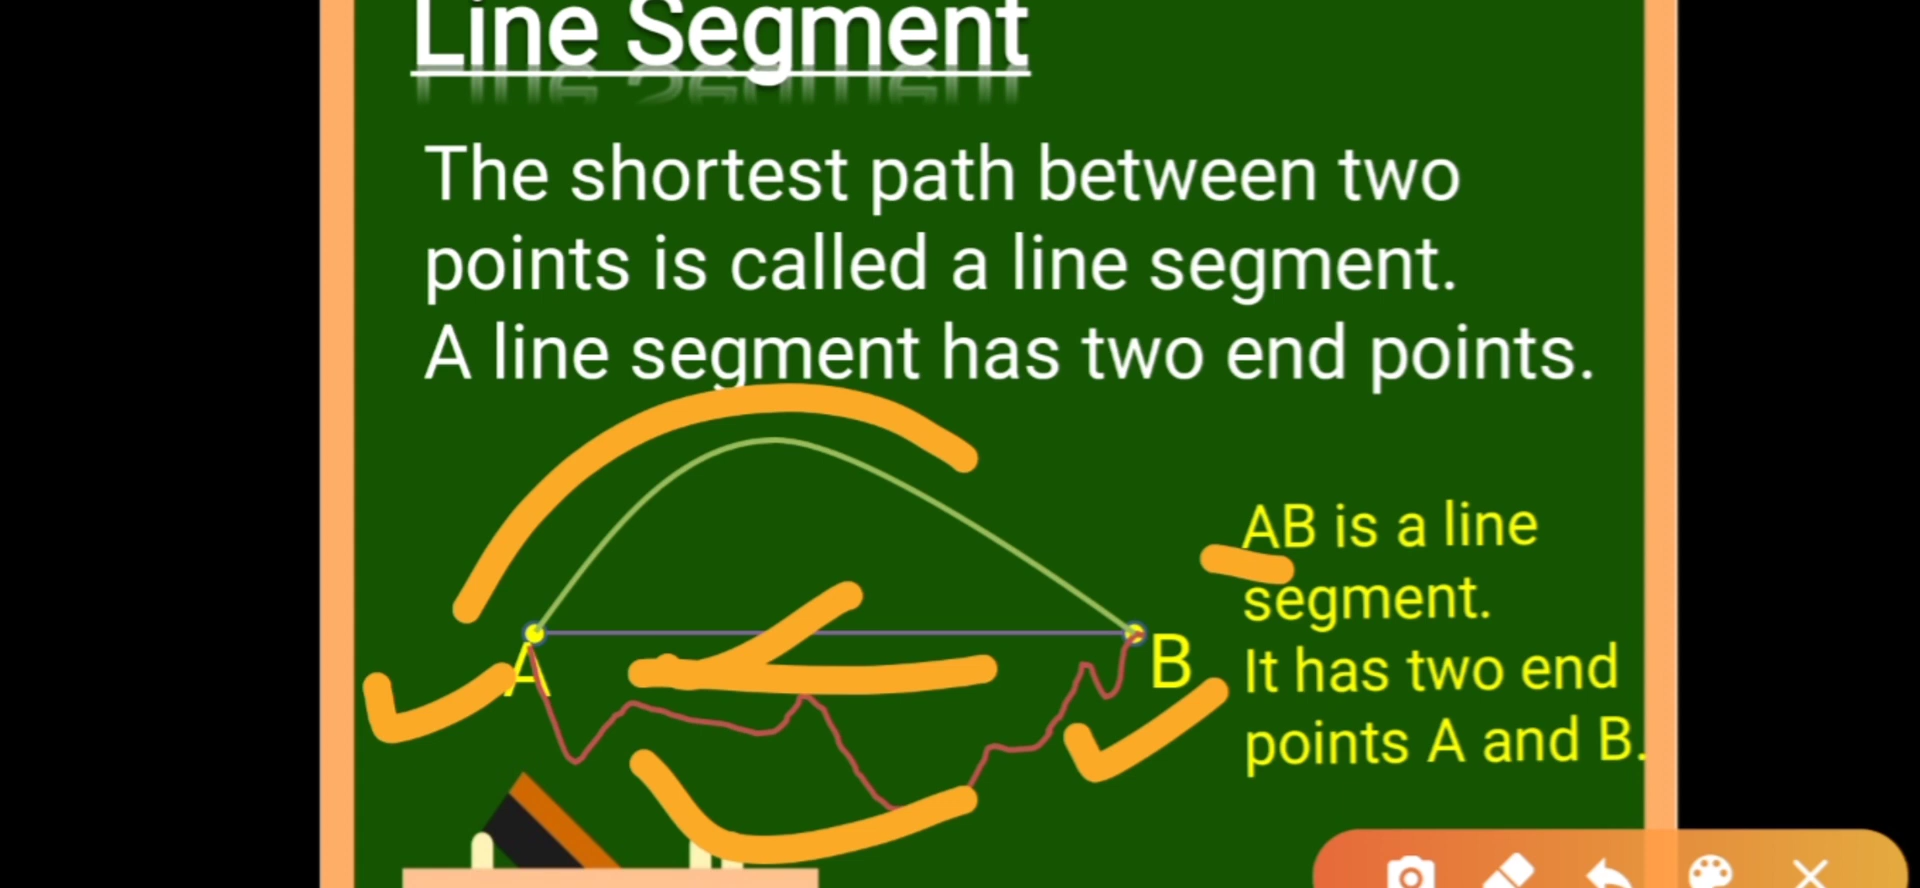 Line Segment
The shortest path between two
points is called a line segment.
A line segment has two end points.
AB is a line
segment.
It has two end
points A and B.
A
B